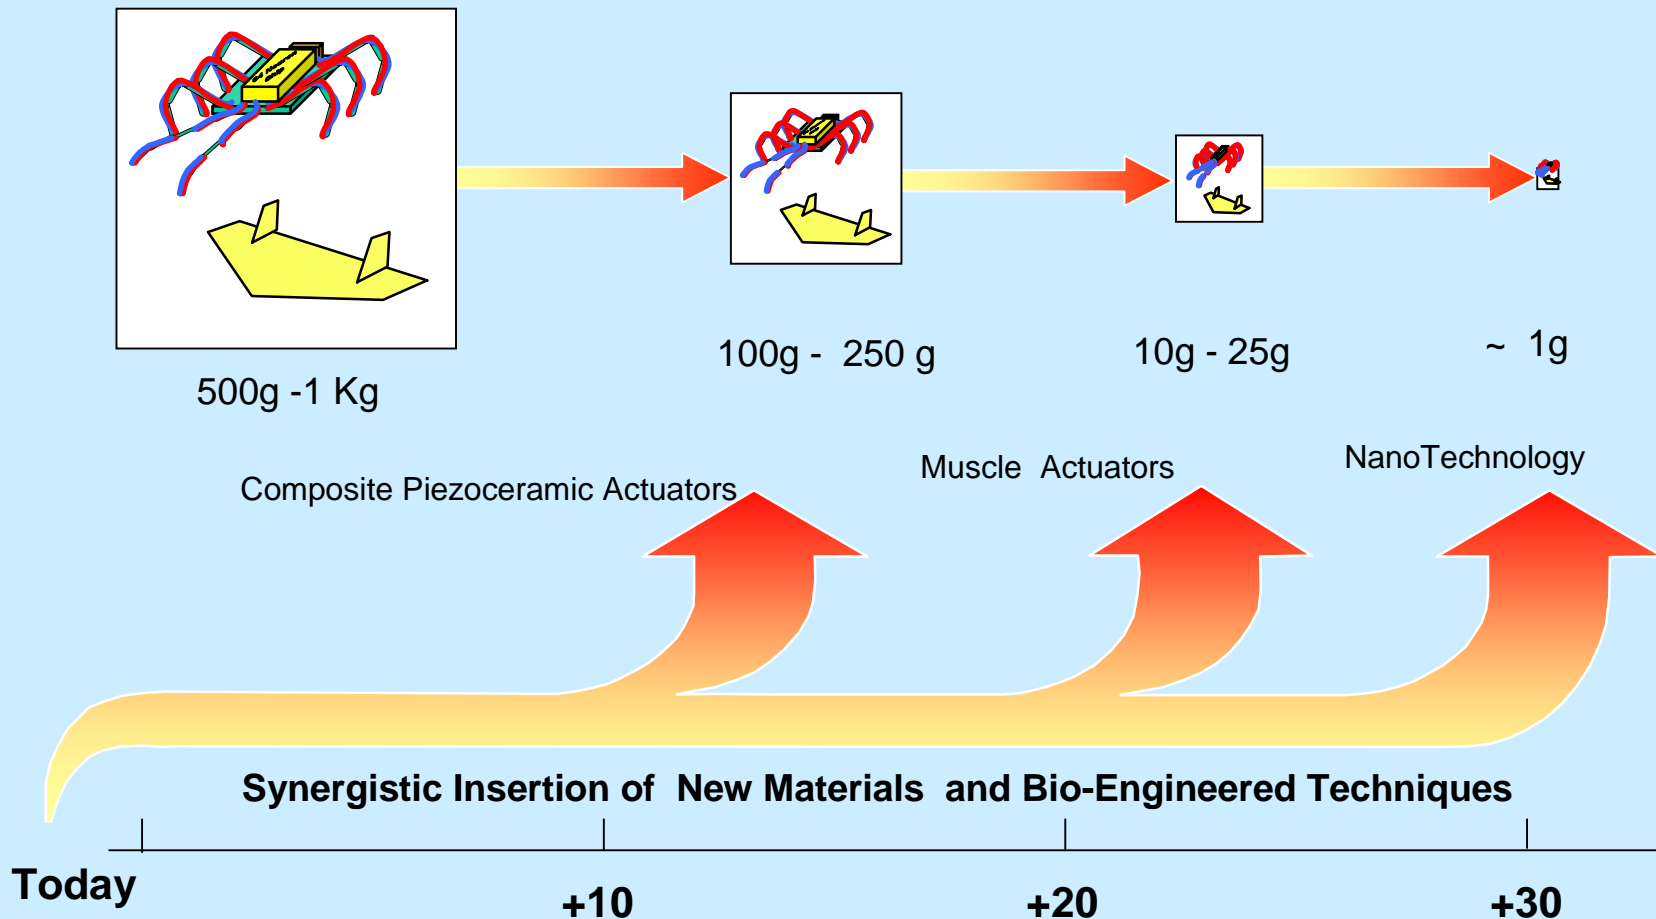 500g -1 Kg
100g - 250 g
10g - 25g
~ 1g
Composite Piezoceramic Actuators
Muscle Actuators
NanoTechnology
Synergistic Insertion of New Materials and Bio-Engineered Techniques
Today
+10
+20
+30